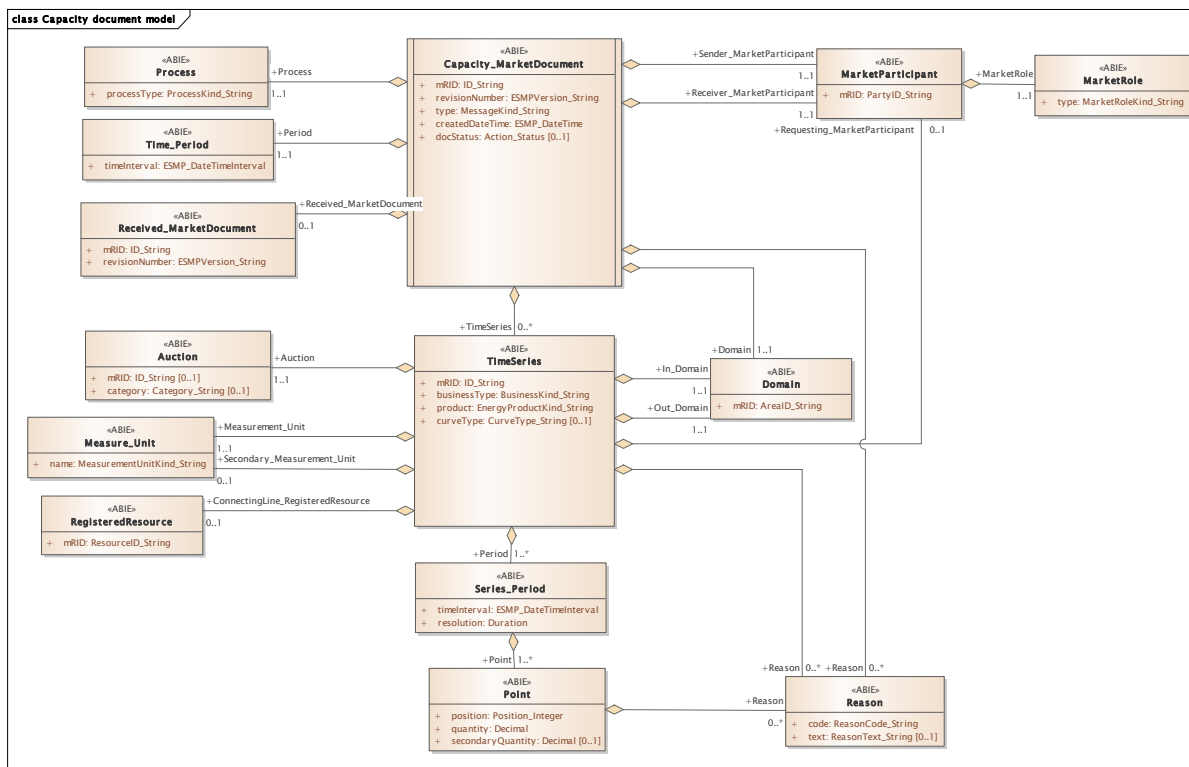 class Capacity document model
«ABIE»
Capacity_MarketDocument
+ mRID: ID_String
+ revisionNumber: ESMPVersion_String
+ type: MessageKind_String
+ createdDateTime: ESMP_DateTime
+ docStatus: Action_Status [0..1]
«ABIE»
Process
+ processType: ProcessKind_String
+Process
1..1
«ABIE»
Time_Period
+ timeInterval: ESMP_DateTimeInterval
+Period
1..1
«ABIE»
Received_MarketDocument
+ mRID: ID_String
+ revisionNumber: ESMPVersion_String
+Received_MarketDocument
0..1
+Sender_MarketParticipant
1..1
+Receiver_MarketParticipant
1..1
+Requesting_MarketParticipant
0..1
«ABIE»
MarketParticipant
+ mRID: PartyID_String
+MarketRole
1..1
«ABIE»
MarketRole
+ type: MarketRoleKind_String
+TimeSeries
0..*
«ABIE»
Auction
+ mRID: ID_String [0..1]
+ category: Category_String [0..1]
+Auction
1..1
«ABIE»
TimeSeries
+ mRID: ID_String
+ businessType: BusinessKind_String
+ product: EnergyProductKind_String
+ curveType: CurveType_String [0..1]
+Domain
1..1
+In_Domain
1..1
+Out_Domain
1..1
«ABIE»
Domain
+ mRID: AreaID_String
«ABIE»
Measure_Unit
+ name: MeasurementUnitKind_String
+Measurement_Unit
1..1
+Secondary_Measurement_Unit
0..1
«ABIE»
RegisteredResource
+ mRID: ResourceID_String
+ConnectingLine_RegisteredResource
0..1
+Period
1..*
«ABIE»
Series_Period
+ timeInterval: ESMP_DateTimeInterval
+ resolution: Duration
+Point
1..*
«ABIE»
Point
+ position: Position_Integer
+ quantity: Decimal
+ secondaryQuantity: Decimal [0..1]
+Reason
0..*
+Reason
0..*
+Reason
0..*
«ABIE»
Reason
+ code: ReasonCode_String
+ text: ReasonText_String [0..1]